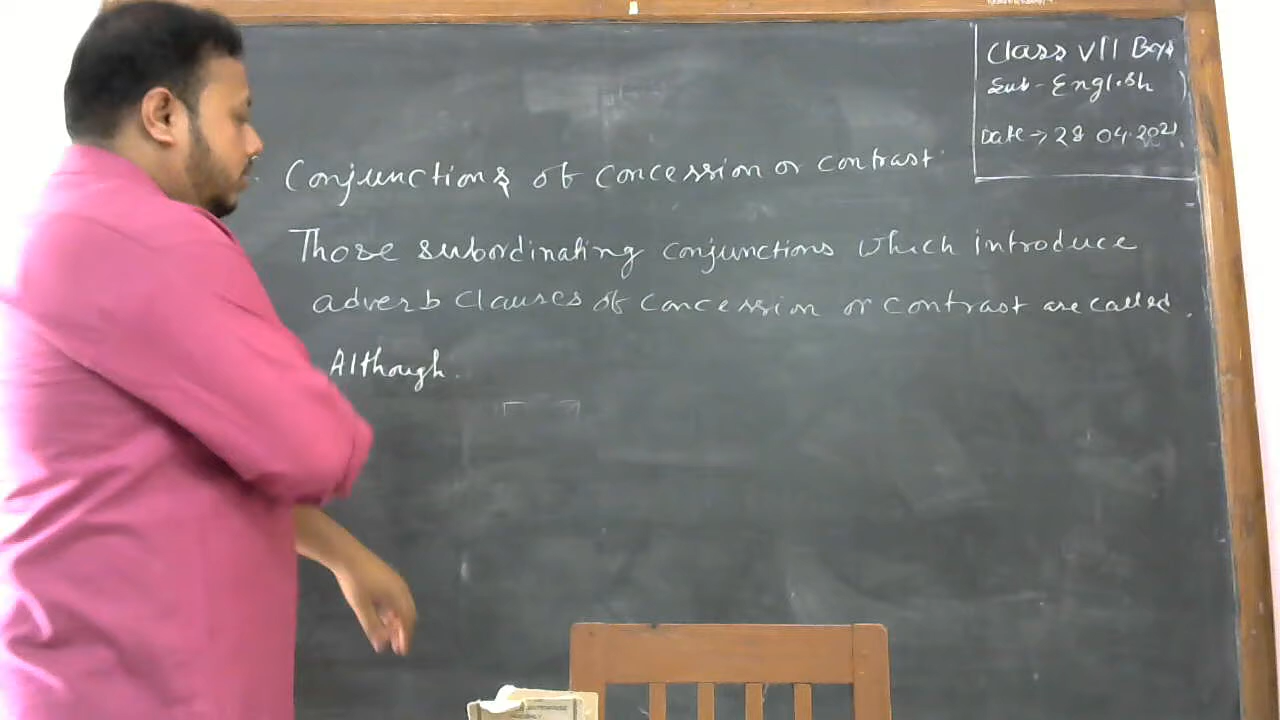 Class VII Boys
Sub - English
Date → 28 04.2021
Conjunctions of concession or contrast
Those subordinating conjunctions which introduce
adverb clauses of concession or contrast are called.
Although.